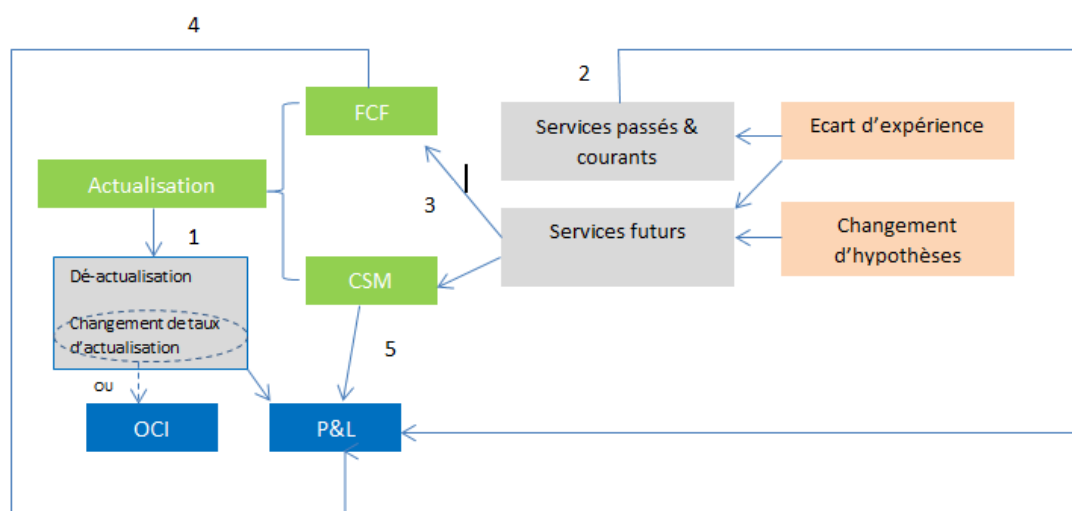 4
2
FCF
Services passés &
courants
Ecart d'expérience
Actualisation
3
1
Services futurs
Changement
d'hypothèses
Dé-actualisation
CSM
Changement de taux
d'actualisation
5
ou
OCI
P&L